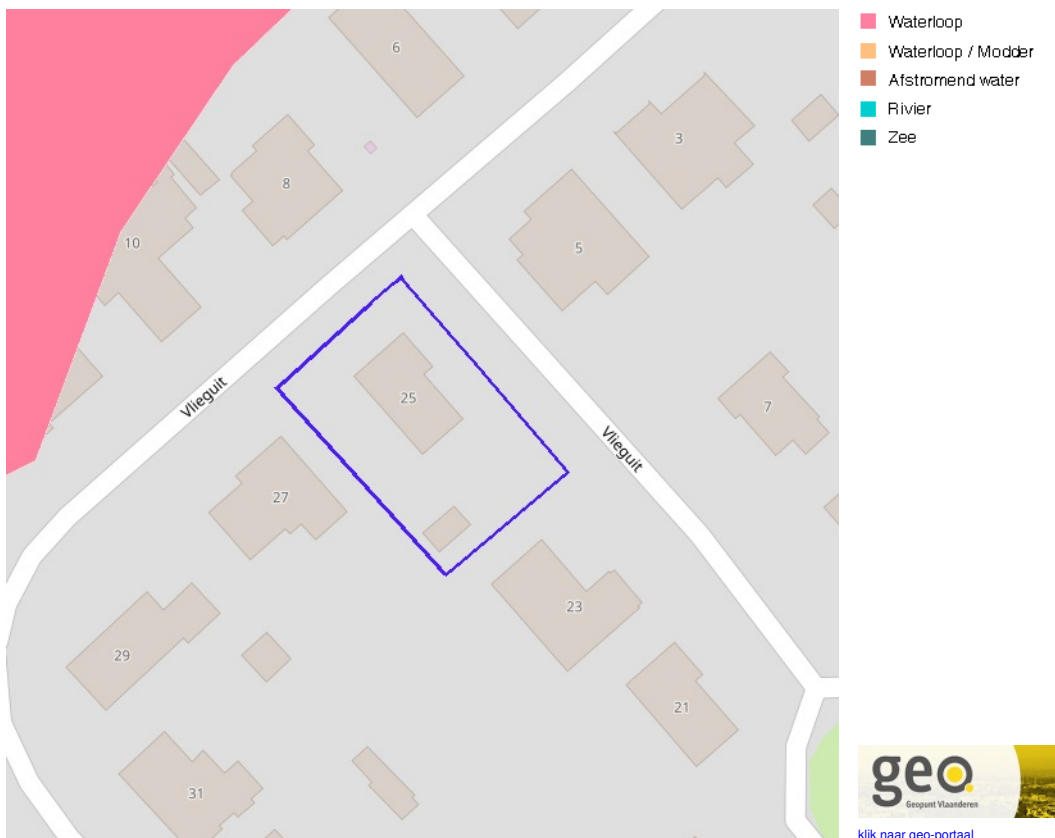 Waterloop
Waterloop / Modder
Afstromend water
Rivier
Zee
6
3
8
10
5
25
Vlieguit
7
Vlieguit
27
23
29
21
31
geo.
Geopunt Vlaanderen
klik naar geo-portaal